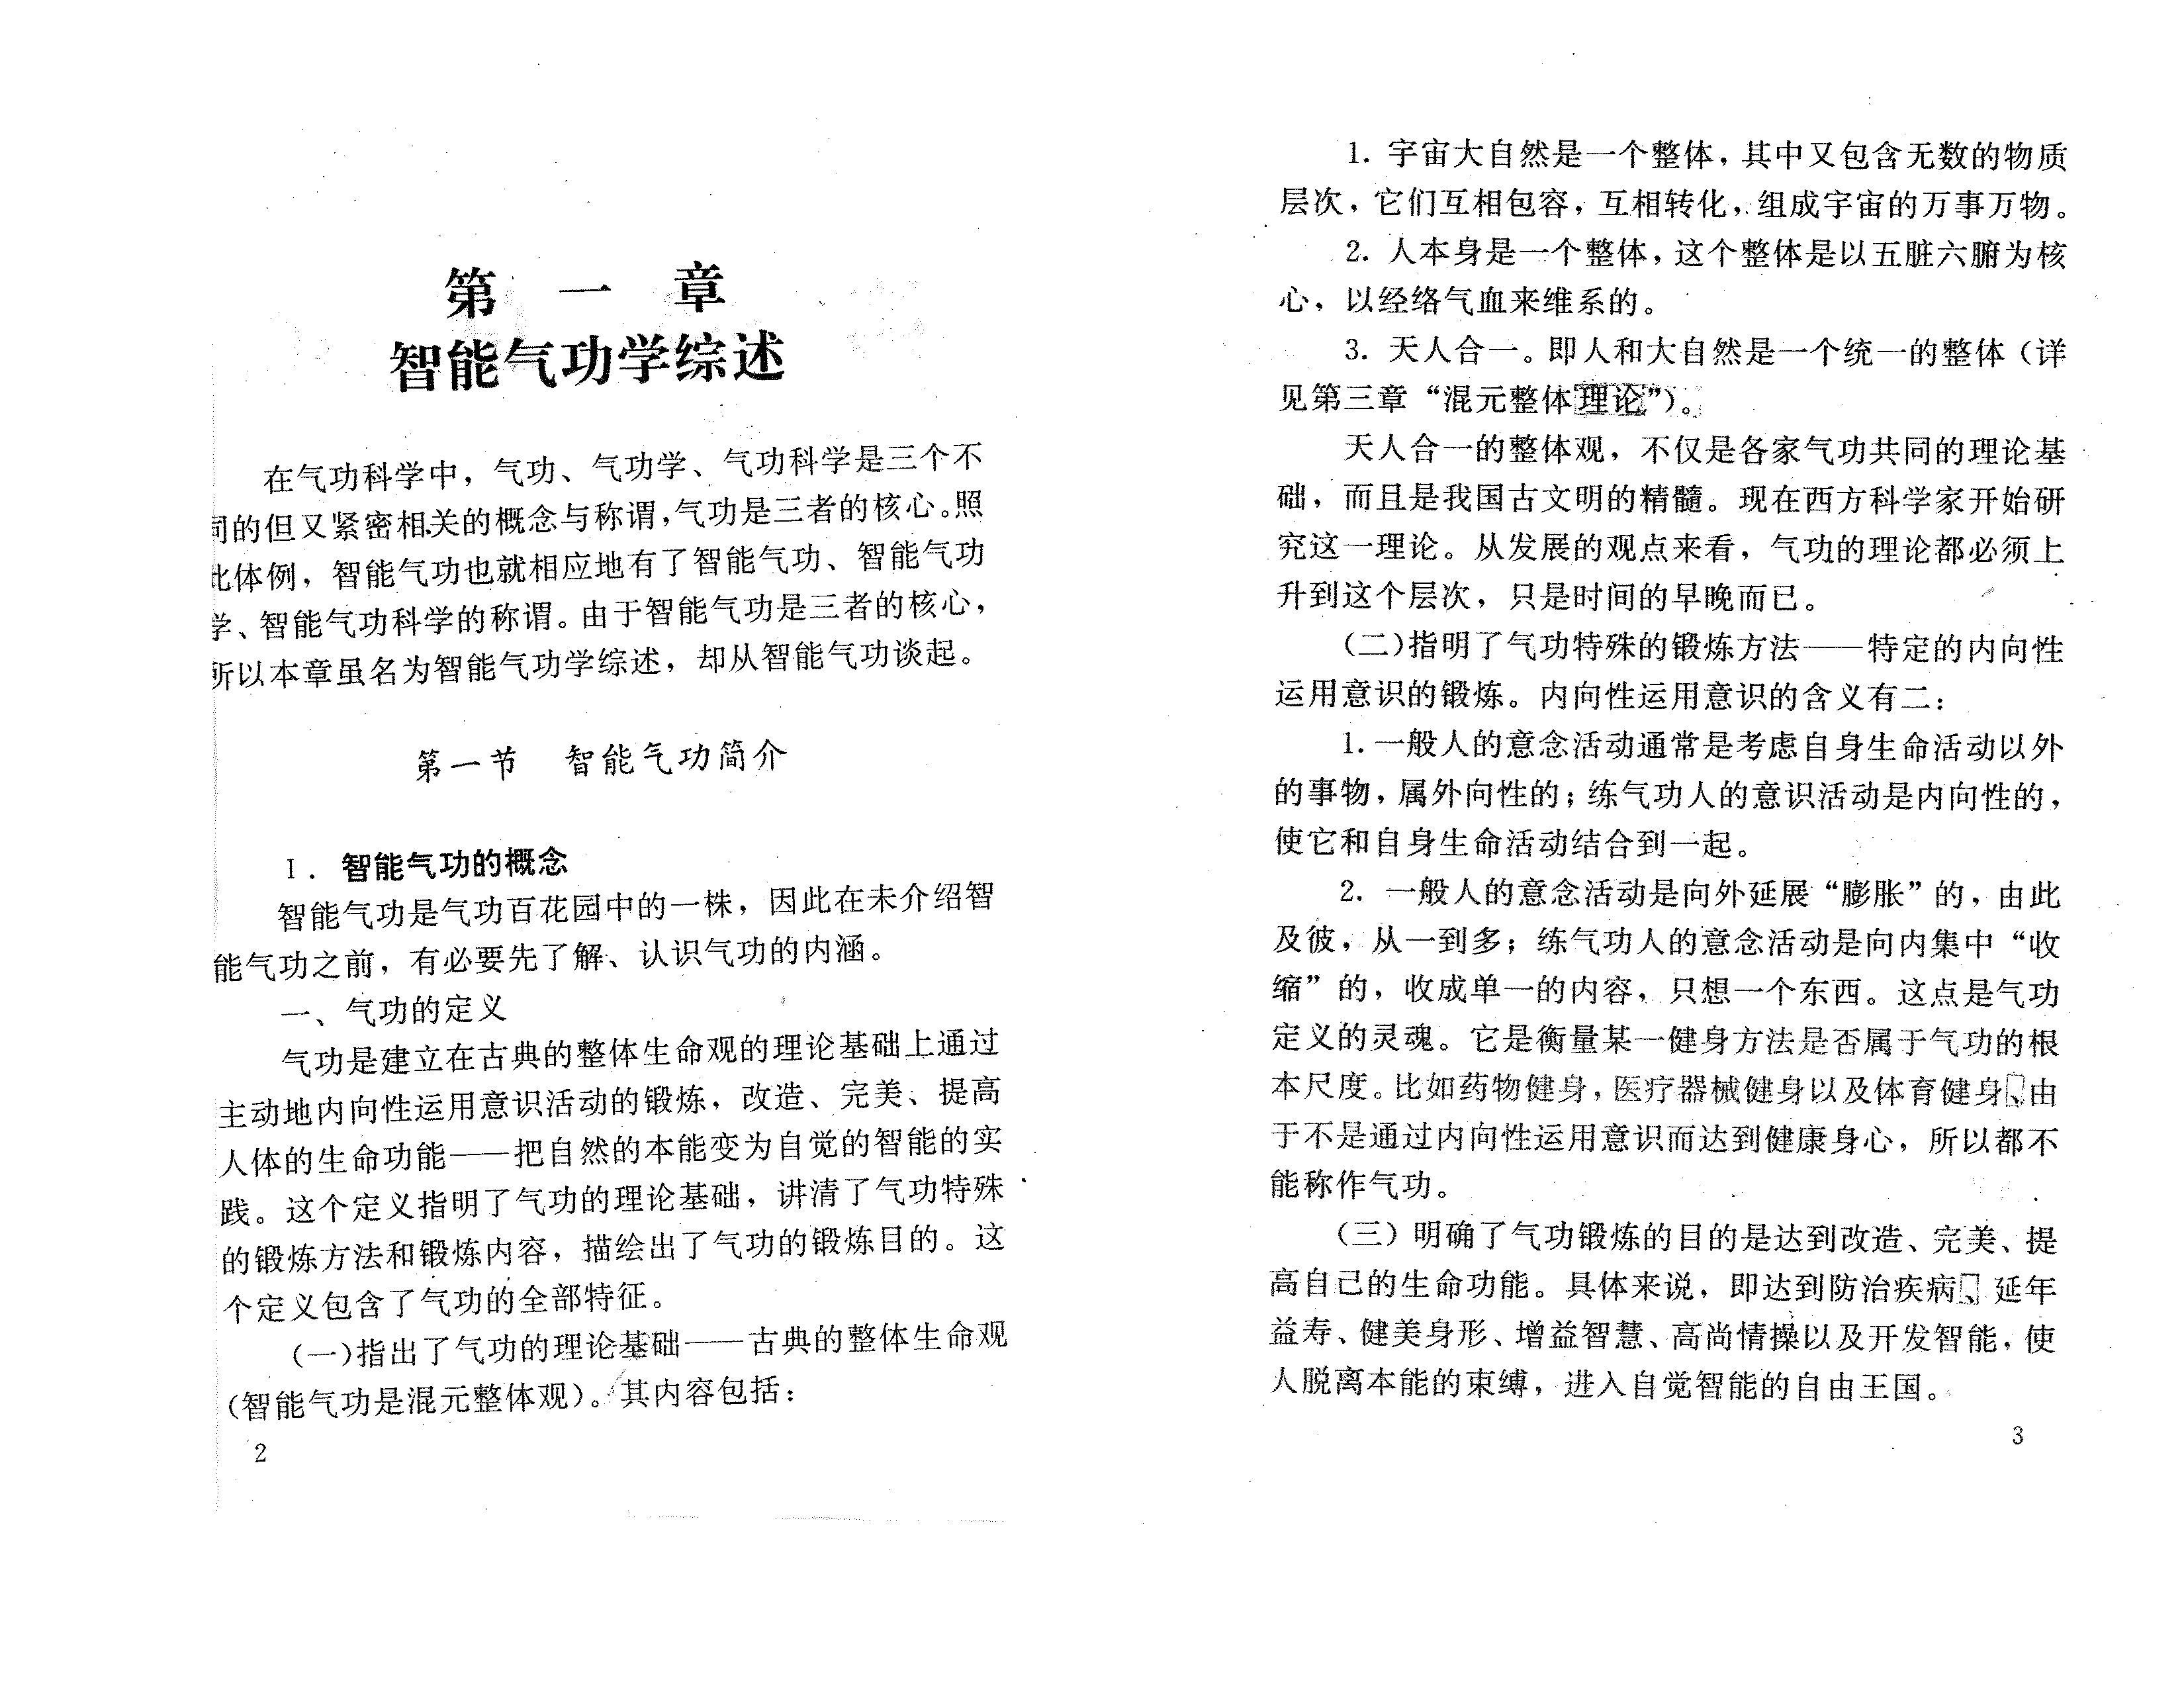 第一章
智能气功学综述
在气功科学中，气功、气功学、气功科学是三个不
同的但又紧密相关的概念与称谓，气功是三者的核心。照
此体例，智能气功也就相应地有了智能气功、智能气功
学、智能气功科学的称谓。由于智能气功是三者的核心，
所以本章虽名为智能气功学综述，却从智能气功谈起。
第一节 智能气功简介
I．智能气功的概念
智能气功是气功百花园中的一株，因此在未介绍智
能气功之前，有必要先了解、认识气功的内涵。
一、气功的定义
气功是建立在古典的整体生命观的理论基础上通过
主动地内向性运用意识活动的锻炼，改造、完美、提高
人体的生命功能——把自然的本能变为自觉的智能的实
践。这个定义指明了气功的理论基础，讲清了气功特殊
的锻炼方法和锻炼内容，描绘出了气功的锻炼目的。这
个定义包含了气功的全部特征。
（一）指出了气功的理论基础——古典的整体生命观
（智能气功是混元整体观）。其内容包括：
2
1. 宇宙大自然是一个整体，其中又包含无数的物质
层次，它们互相包容，互相转化，组成宇宙的万事万物。
2. 人本身是一个整体，这个整体是以五脏六腑为核
心，以经络气血来维系的。
3. 天人合一。即人和大自然是一个统一的整体（详
见第三章“混元整体理论”）。
天人合一的整体观，不仅是各家气功共同的理论基
础，而且是我国古文明的精髓。现在西方科学家开始研
究这一理论。从发展的观点来看，气功的理论都必须上
升到这个层次，只是时间的早晚而已。
（二）指明了气功特殊的锻炼方法——特定的内向性
运用意识的锻炼。内向性运用意识的含义有二：
1. 一般人的意念活动通常是考虑自身生命活动以外
的事物，属外向性的；练气功人的意识活动是内向性的，
使它和自身生命活动结合到一起。
2. 一般人的意念活动是向外延展“膨胀”的，由此
及彼，从一到多；练气功人的意念活动是向内集中“收
缩”的，收成单一的内容，只想一个东西。这点是气功
定义的灵魂。它是衡量某一健身方法是否属于气功的根
本尺度。比如药物健身，医疗器械健身以及体育健身、由
于不是通过内向性运用意识而达到健康身心，所以都不
能称作气功。
（三）明确了气功锻炼的目的是达到改造、完美、提
高自己的生命功能。具体来说，即达到防治疾病、延年
益寿、健美身形、增益智慧、高尚情操以及开发智能，使
人脱离本能的束缚，进入自觉智能的自由王国。
3